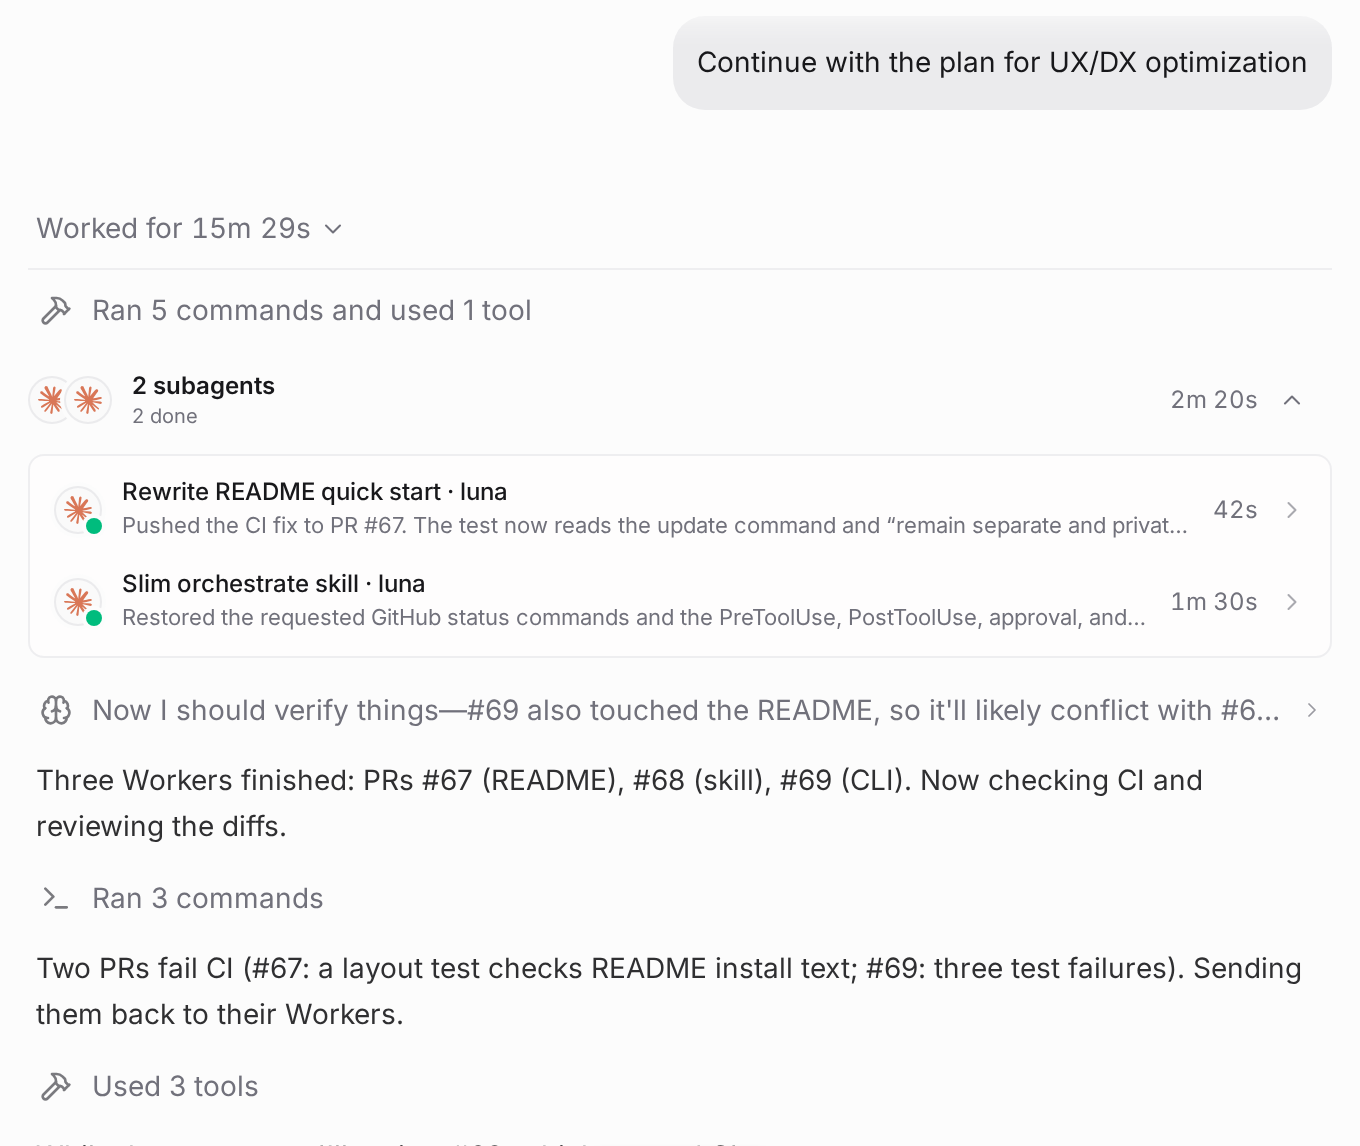 Continue with the plan for UX/DX optimization
Worked for 15m 29s
Ran 5 commands and used 1 tool
2 subagents
2 done
2m 20s
Rewrite README quick start · luna
Pushed the CI fix to PR #67. The test now reads the update command and “remain separate and privat...
42s
Slim orchestrate skill · luna
Restored the requested GitHub status commands and the PreToolUse, PostToolUse, approval, and...
1m 30s
Now I should verify things—#69 also touched the README, so it'll likely conflict with #6...
Three Workers finished: PRs #67 (README), #68 (skill), #69 (CLI). Now checking CI and
reviewing the diffs.
Ran 3 commands
Two PRs fail CI (#67: a layout test checks README install text; #69: three test failures). Sending
them back to their Workers.
Used 3 tools